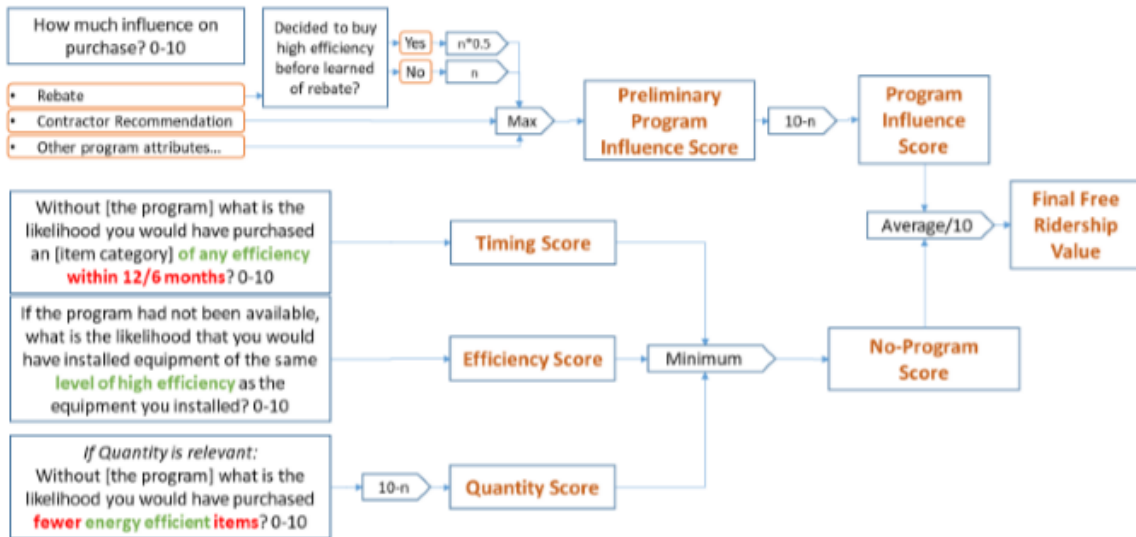 How much influence on
purchase? 0-10
Decided to buy
high efficiency
before learned
of rebate?
Yes
n*0.5
No
n
• Rebate
• Contractor Recommendation
• Other program attributes...
Max
Preliminary
Program
Influence Score
10-n
Program
Influence
Score
Without [the program] what is the
likelihood you would have purchased
an [item category] of any efficiency
within 12/6 months? 0-10
Timing Score
Average/10
Final Free
Ridership
Value
If the program had not been available,
what is the likelihood that you would
have installed equipment of the same
level of high efficiency as the
equipment you installed? 0-10
Efficiency Score
Minimum
No-Program
Score
If Quantity is relevant:
Without [the program] what is the
likelihood you would have purchased
fewer energy efficient items? 0-10
10-n
Quantity Score